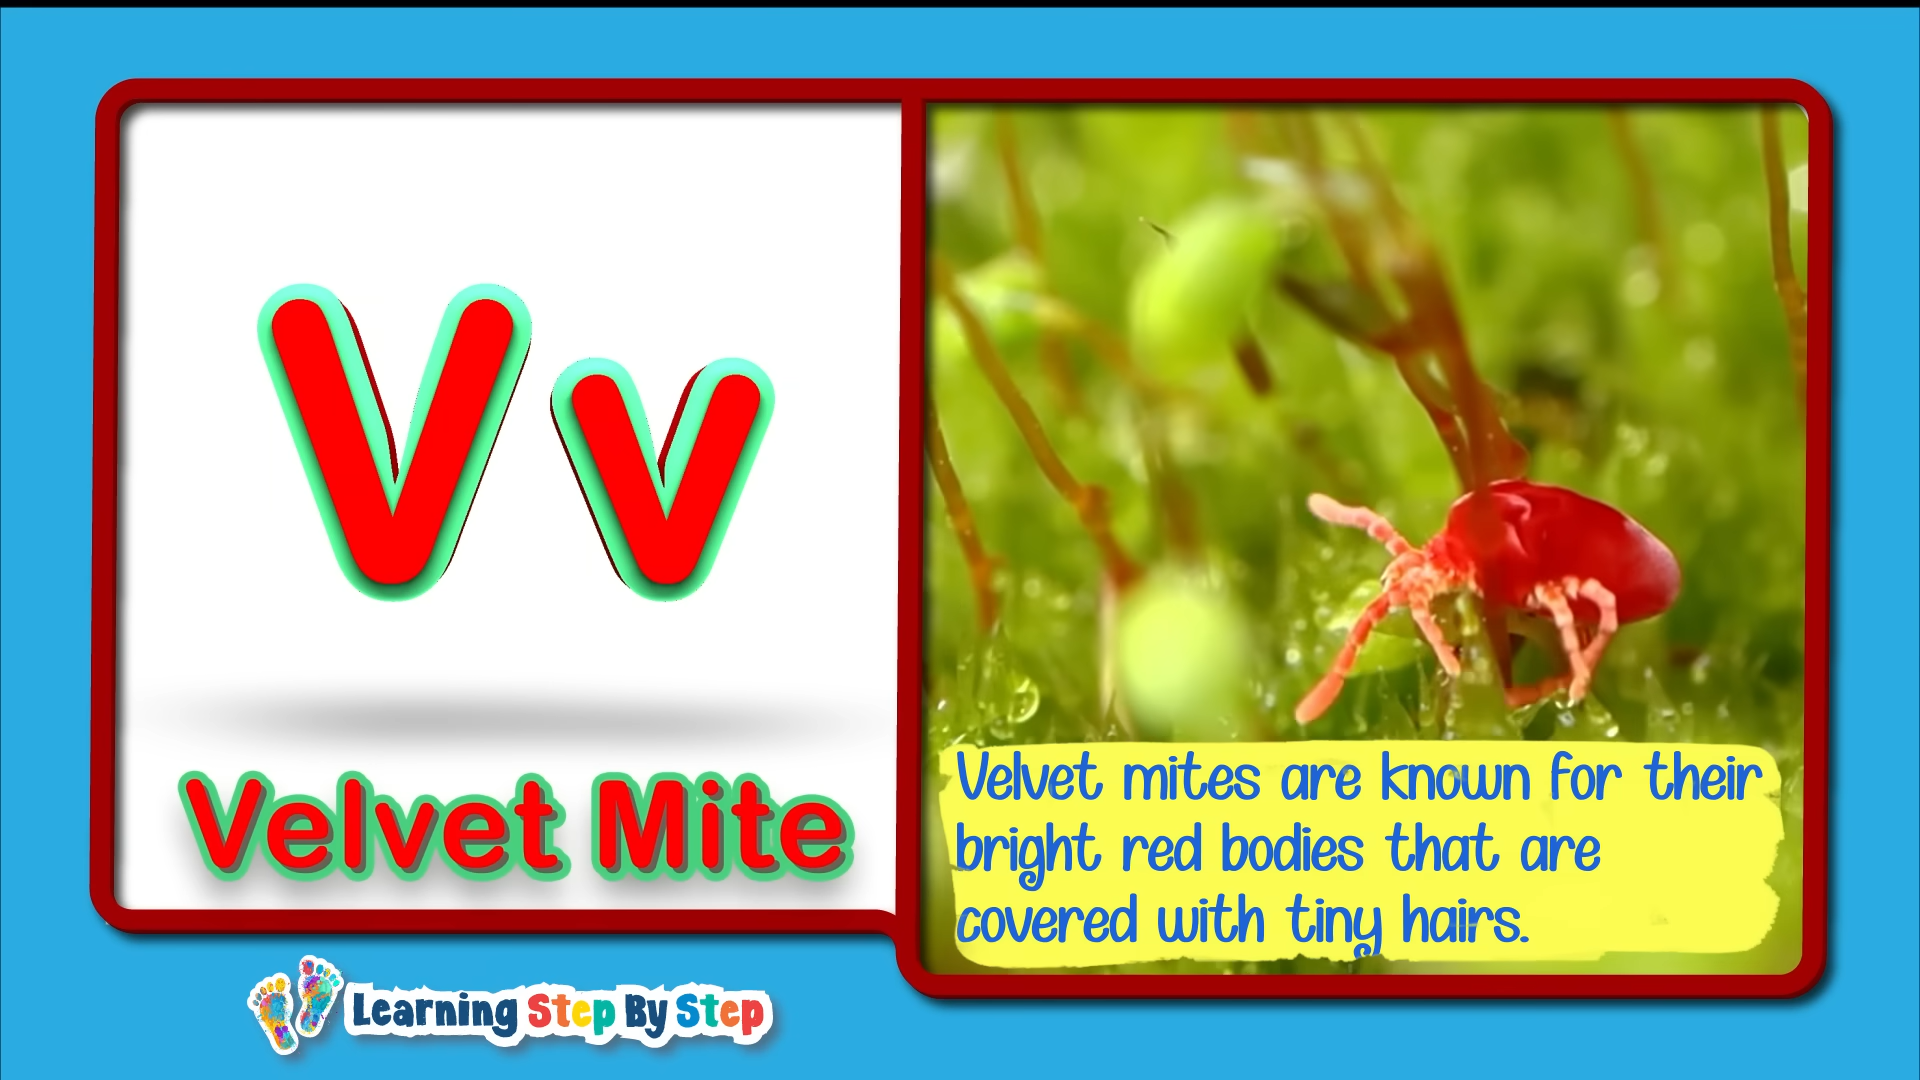 V v
Velvet Mite
Velvet mites are known for their
bright red bodies that are
covered with tiny hairs.
Learning Step By Step